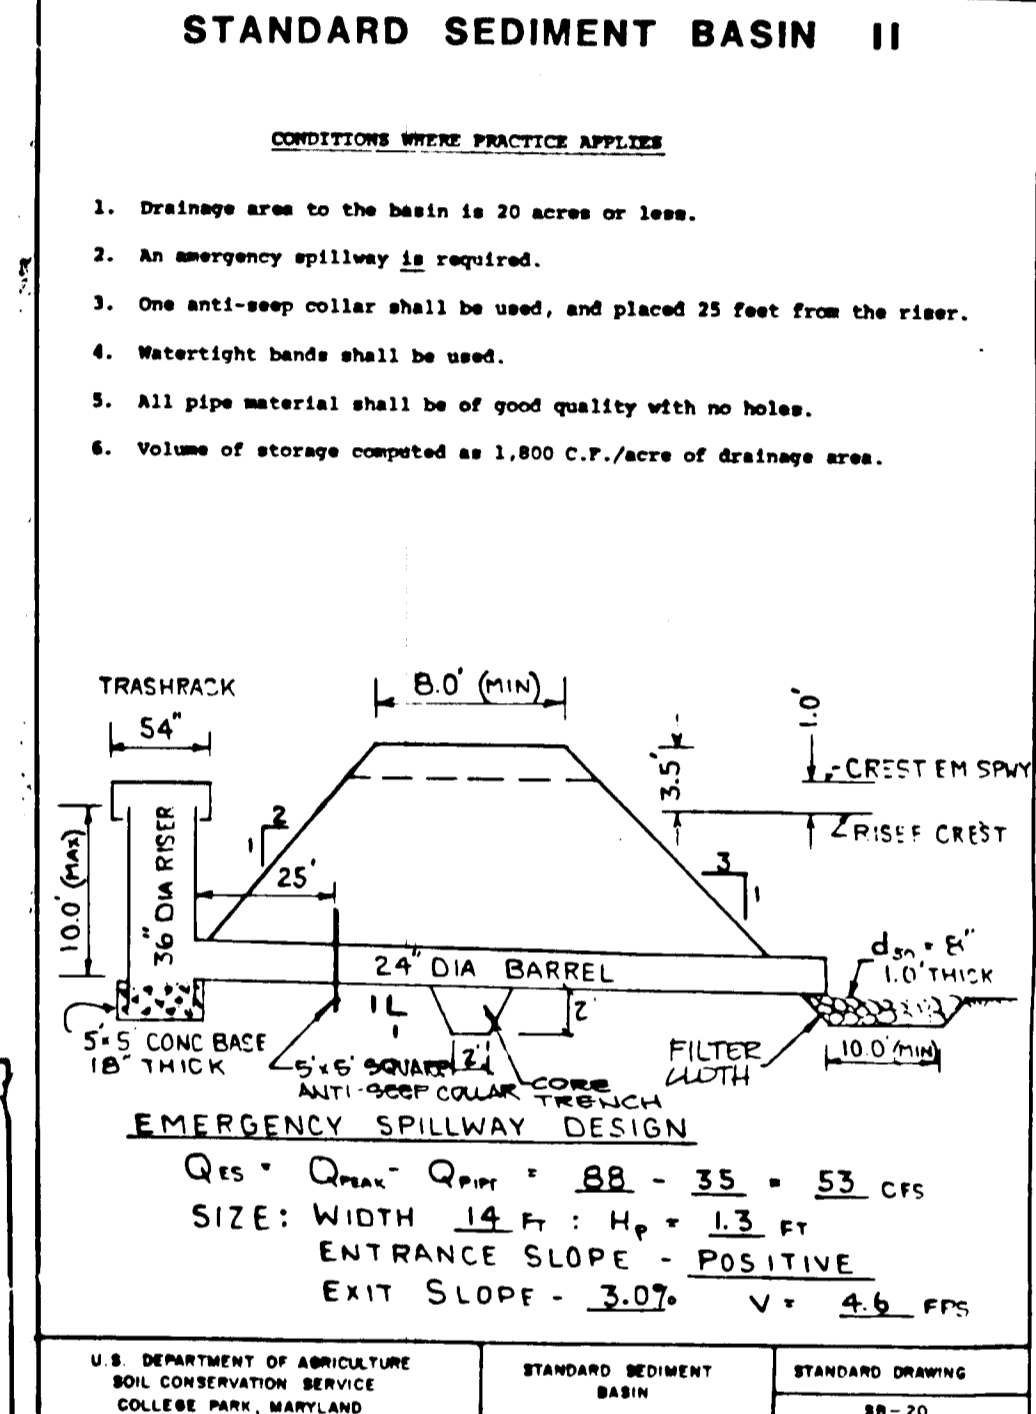 STANDARD SEDIMENT BASIN II
CONDITIONS WHERE PRACTICE APPLIES
1. Drainage area to the basin is 20 acres or less.
2. An emergency spillway is required.
3. One anti-seep collar shall be used, and placed 25 feet from the riser.
4. Watertight bands shall be used.
5. All pipe material shall be of good quality with no holes.
6. Volume of storage computed as 1,800 C.F./acre of drainage area.
TRASHRACK
54"
8.0' (MIN)
3.5'
1.0'
CREST EM SPWY
RISER CREST
10.0' (MAX)
36" DIA RISER
2
1
25'
3
1
24" DIA BARREL
d50 = 8"
1.0' THICK
5'x5' CONC BASE
18" THICK
5'x5' SQUARE
ANTI-SEEP COLLAR
2'
2'
CORE
TRENCH
FILTER
CLOTH
10.0' (MIN)
EMERGENCY SPILLWAY DESIGN
QES = QPEAK - QPIPE = 88 - 35 = 53 CFS
SIZE: WIDTH 14 FT : Hp = 1.3 FT
ENTRANCE SLOPE - POSITIVE
EXIT SLOPE - 3.0% V = 4.6 FPS
U.S. DEPARTMENT OF AGRICULTURE
SOIL CONSERVATION SERVICE
COLLEGE PARK, MARYLAND
STANDARD SEDIMENT
BASIN
STANDARD DRAWING
SB-20